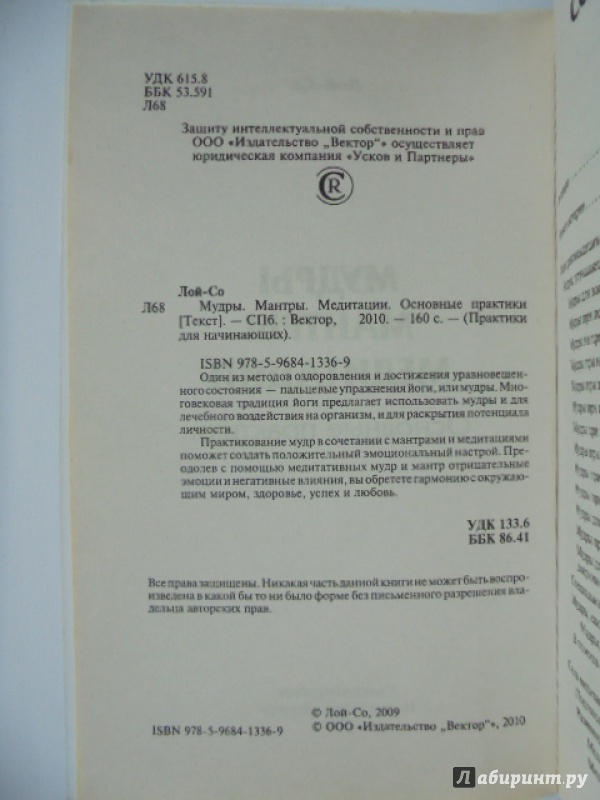 УДК 615.8
ББК 53.591
Л68
Защиту интеллектуальной собственности и прав
ООО «Издательство „Вектор“» осуществляет
юридическая компания «Усков и Партнеры»
CR
Лой-Со
Л68 Мудры. Мантры. Медитации. Основные практики
[Текст]. — СПб. : Вектор, 2010. — 160 с. — (Практики
для начинающих).
ISBN 978-5-9684-1336-9
Один из методов оздоровления и достижения уравновешен-
ного состояния — пальцевые упражнения йоги, или мудры. Мно-
говековая традиция йоги предлагает использовать мудры и для
лечебного воздействия на организм, и для раскрытия потенциала
личности.
Практикование мудр в сочетании с мантрами и медитациями
поможет создать положительный эмоциональный настрой. Прео-
долев с помощью медитативных мудр и мантр отрицательные
эмоции и негативные влияния, вы обретете гармонию с окружаю-
щим миром, здоровье, успех и любовь.
УДК 133.6
ББК 86.41
Все права защищены. Никакая часть данной книги не может быть воспро-
изведена в какой бы то ни было форме без письменного разрешения вла-
дельца авторских прав.
© Лой-Со, 2009
ISBN 978-5-9684-1336-9 © ООО «Издательство „Вектор“», 2010
Лабиринт.ру